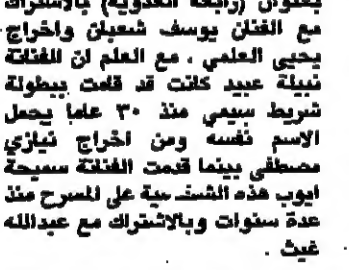 بعنوان (رابعة العدوية) بالاشتراك
مع الفنان يوسف شعبان واخراج
يحيى العلمي ، مع العلم ان الفنانة
نبيلة عبيد كانت قد قامت ببطولة
شريط سيمي منذ ٣٠ عاما يحمل
الاسم نفسه ومن اخراج نيازي
مصطفى بينما قدمت الفنانة سميحة
ايوب هذه الشخصية على المسرح منذ
عدة سنوات وبالاشتراك مع عبدالله
غيث .